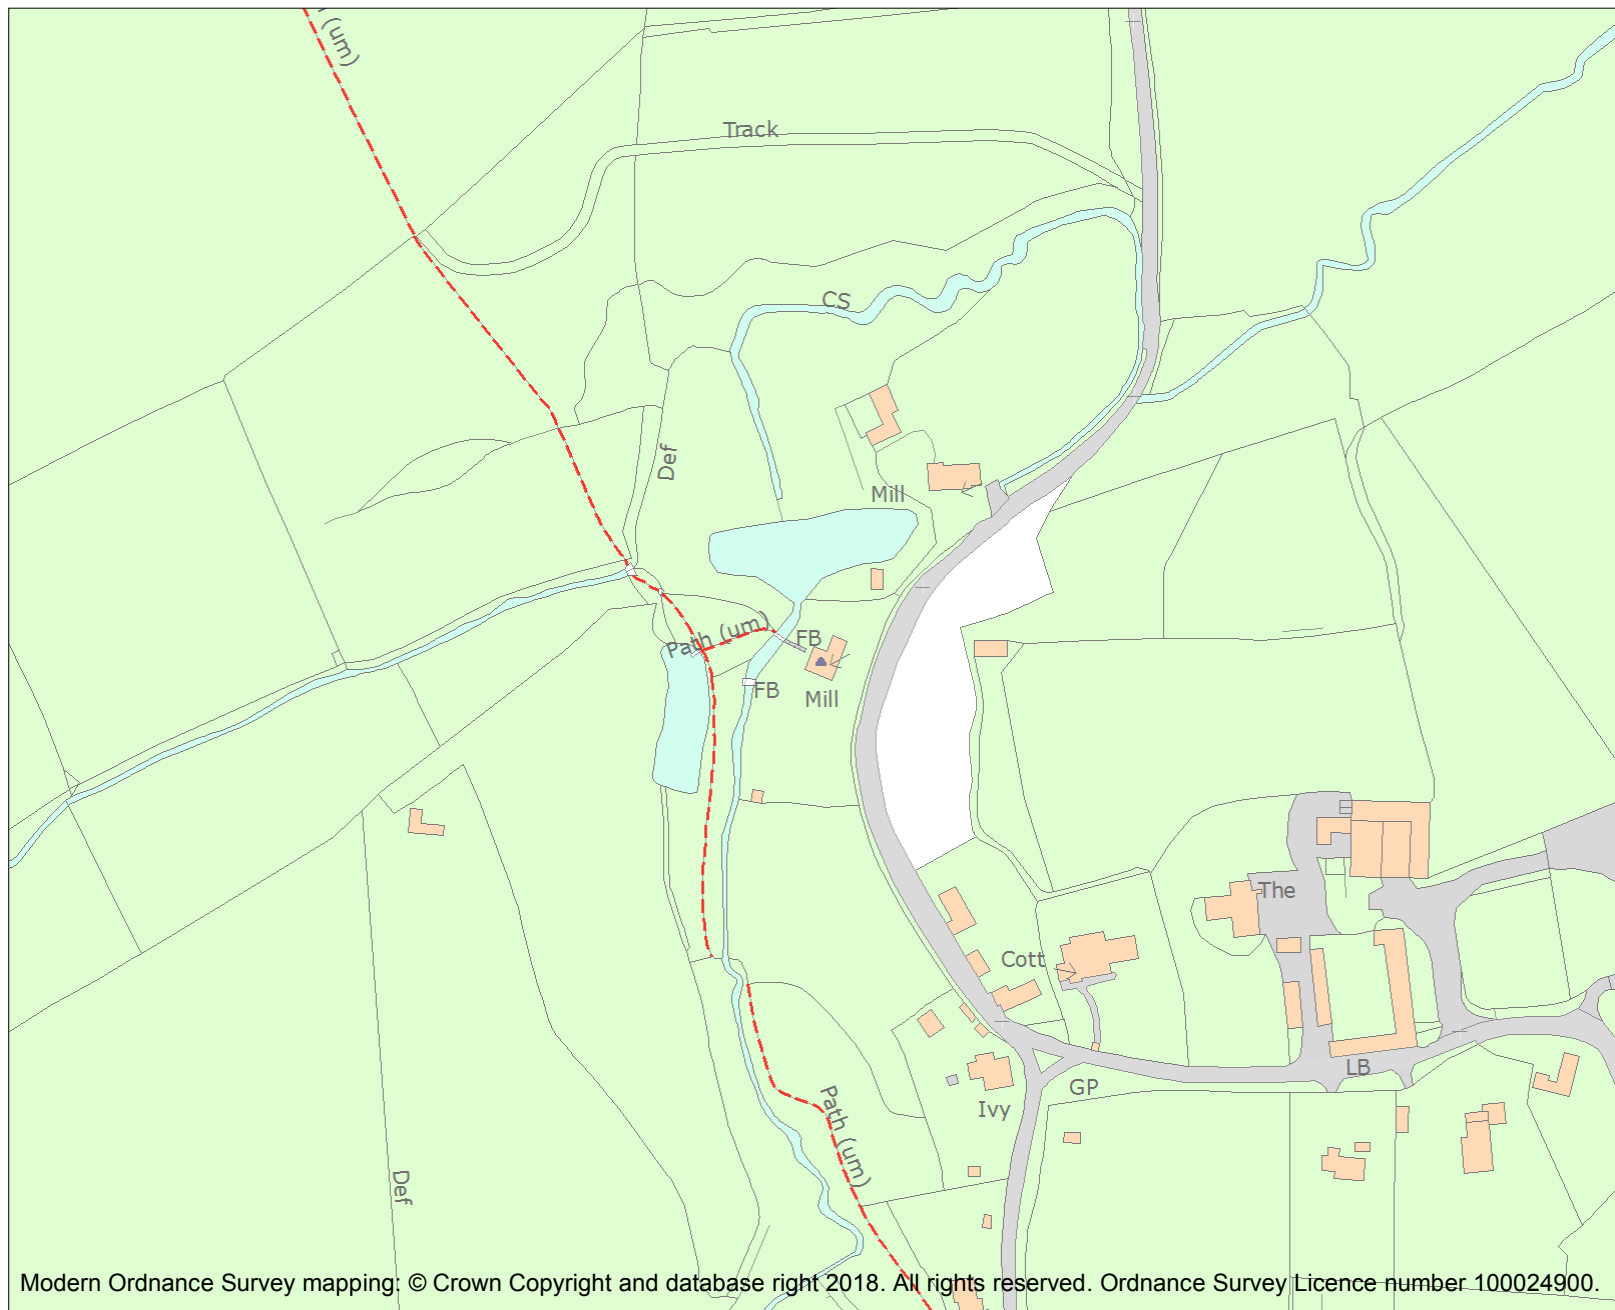 (um)
Track
CS
Def
Mill
Path (um)
FB
FB
Mill
The
Cott
LB
GP
Ivy
Path (um)
Def
Modern Ordnance Survey mapping: © Crown Copyright and database right 2018. All rights reserved. Ordnance Survey Licence number 100024900.